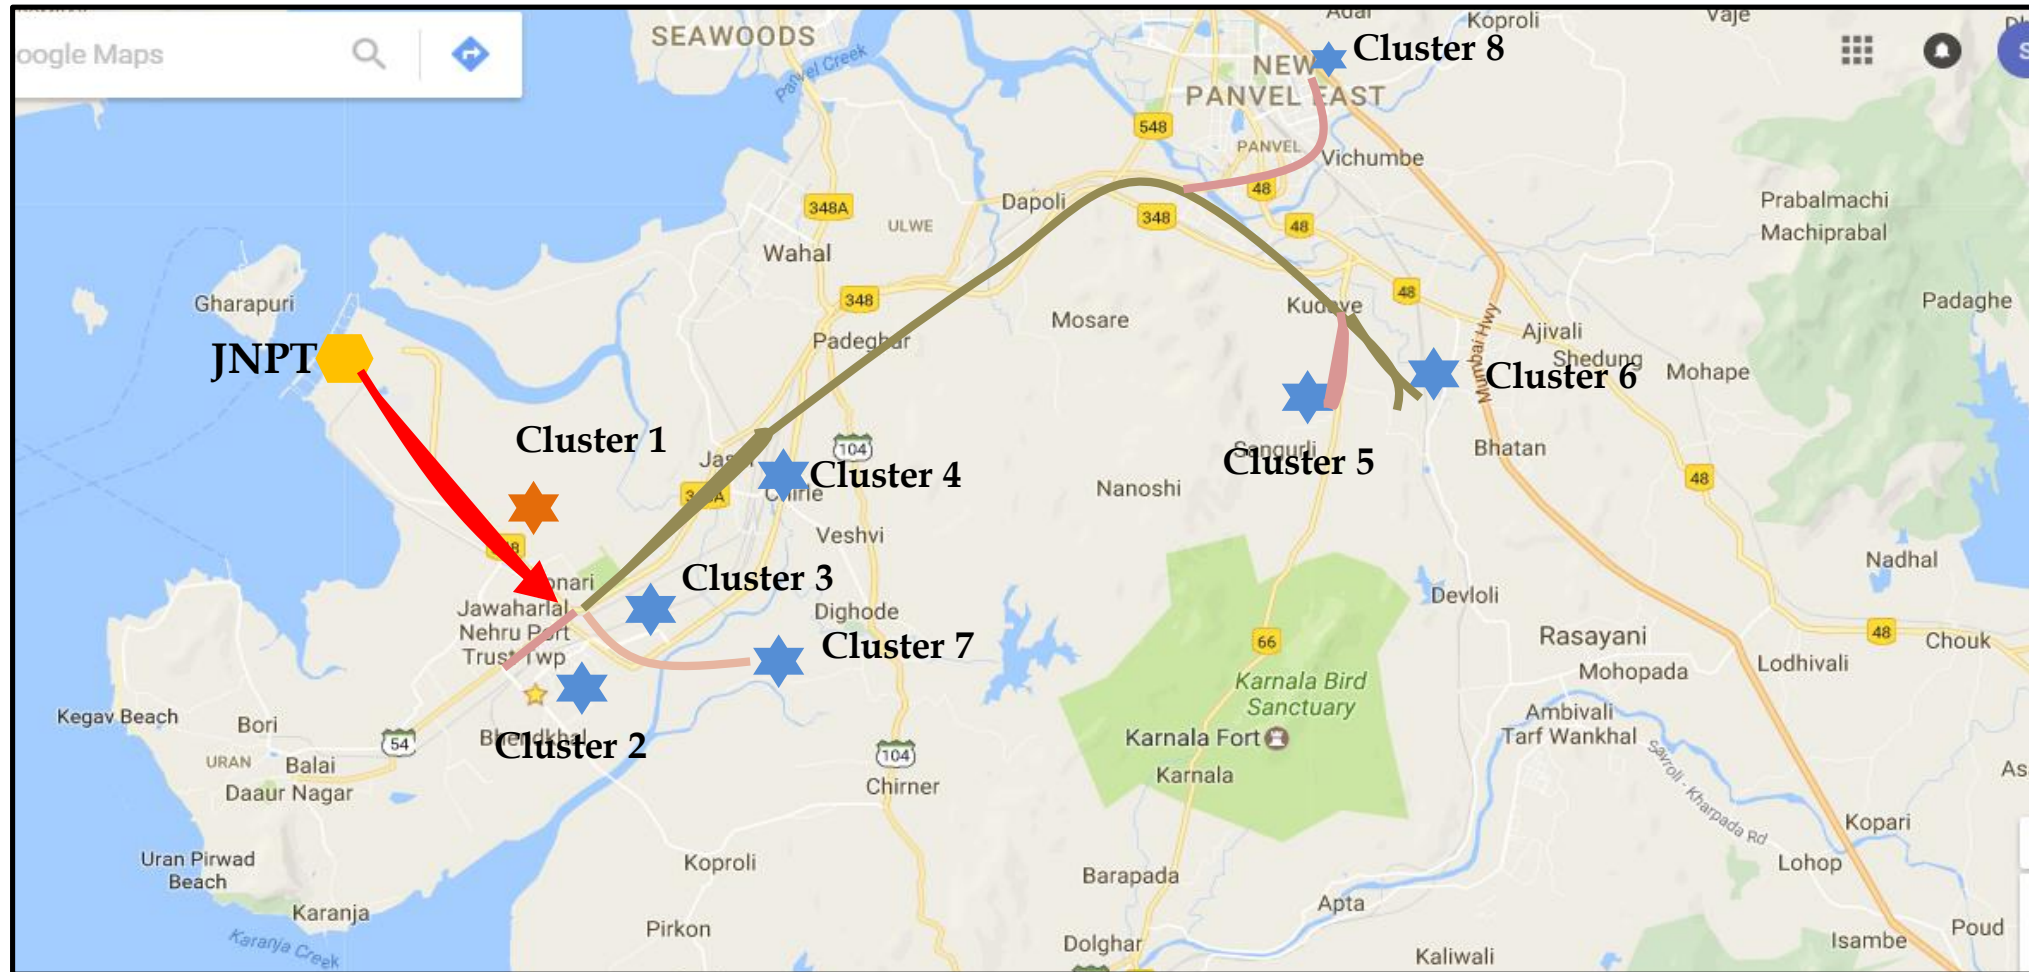 oogle Maps
SEAWOODS
Panvel Creek
Adai
Koproli
Vaje
Cluster 8
NEW
PANVEL EAST
548
PANVEL
Vichumbe
48
Dapoli
348A
348
48
ULWE
Wahal
Prabalmachi
Machiprabal
Gharapuri
348
48
Padaghe
Mosare
Ajivali
Mumbai Hwy
Padeghar
Shedung
JNPT
Mohape
Cluster 6
Cluster 1
104
Bhatan
Cluster 5
Cluster 4
Nanoshi
48
Veshvi
Nadhal
Cluster 3
Jawaharlal
Nehru Port
Trust Twp
Dighode
Devloli
66
Rasayani
48
Chouk
Cluster 7
Mohopada
Lodhivali
Karnala Bird
Sanctuary
Kegav Beach
Bori
54
Cluster 2
Karnala Fort
Ambivali
Tarf Wankhal
URAN
Balai
104
Karnala
Savroli - Kharpada Rd
Daaur Nagar
Chirner
As
Kopari
Uran Pirwad
Beach
Koproli
Barapada
Lohop
Karanja
Apta
Karanja Creek
Pirkon
Dolghar
Kaliwali
Isambe
Poud